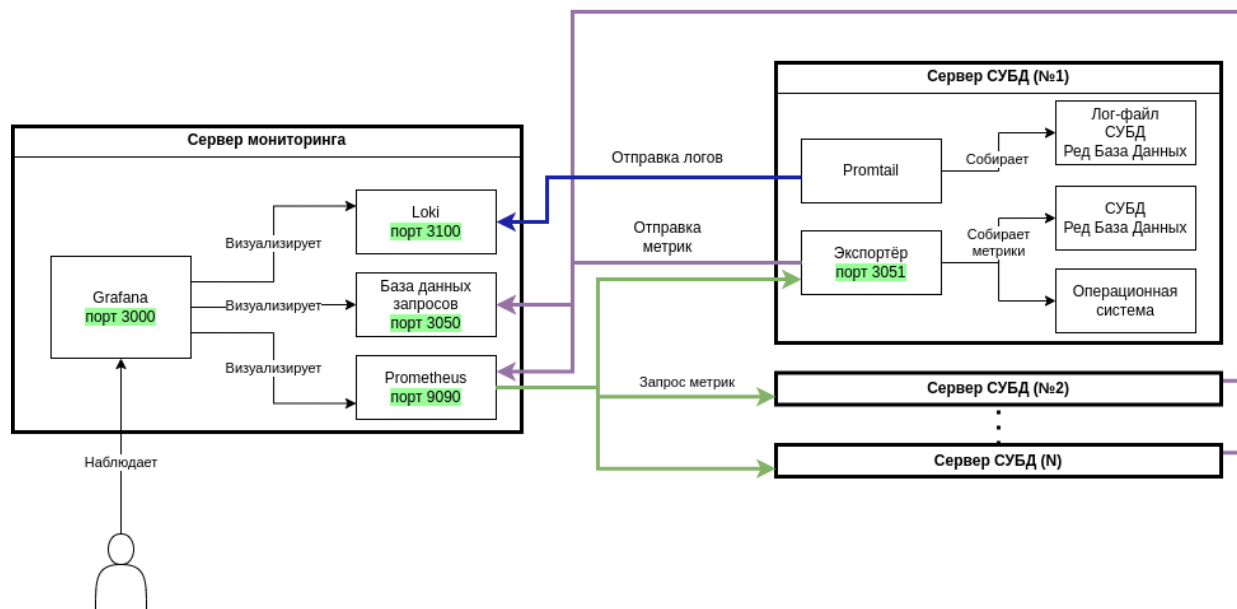 Сервер мониторинга
Grafana
порт 3000
Визуализирует
Визуализирует
Визуализирует
Loki
порт 3100
База данных
запросов
порт 3050
Prometheus
порт 9090
Наблюдает
Отправка логов
Отправка
метрик
Запрос метрик
Сервер СУБД (№1)
Promtail
Собирает
Лог-файл
СУБД
Ред База Данных
Экспортёр
порт 3051
Собирает
метрики
СУБД
Ред База Данных
Операционная
система
Сервер СУБД (№2)
Сервер СУБД (N)